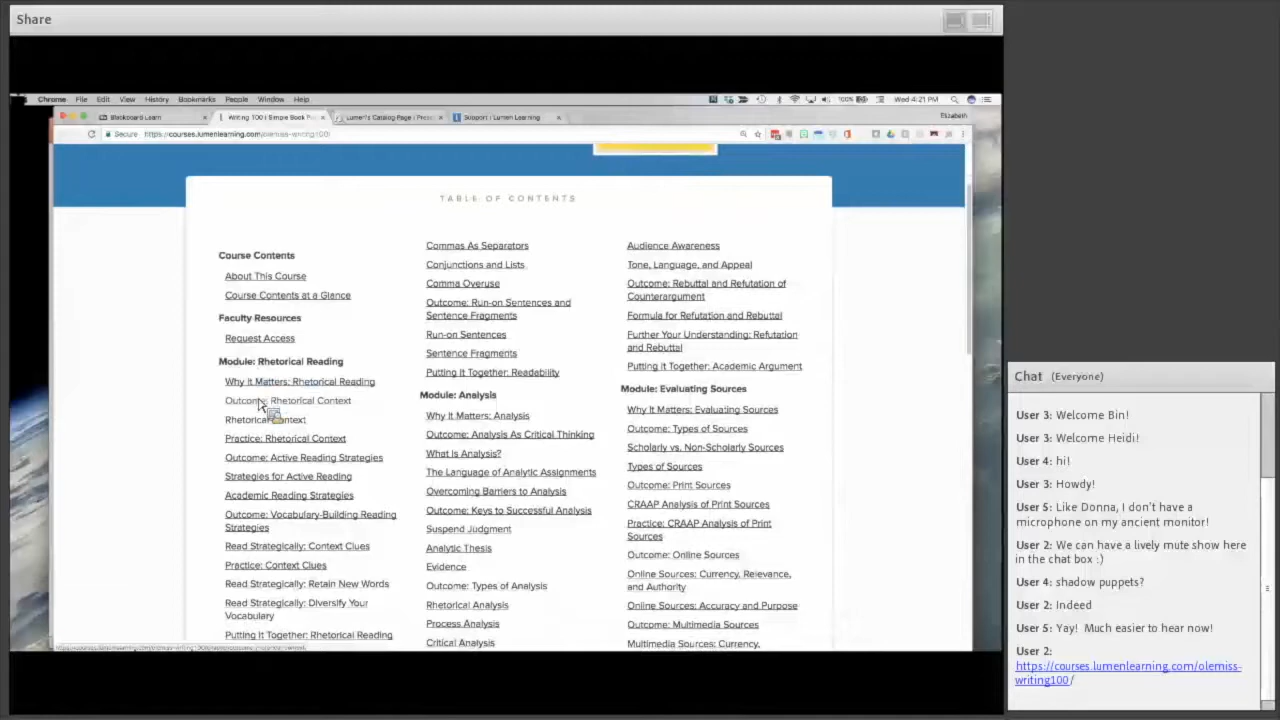 Share
Chrome File Edit View History Bookmarks People Window Help
100%
Wed 4:21 PM
Blackboard Learn
Support | Lumen Learning
Elizabeth
Secure
https://courses.lumenlearning.com/olemiss-writing100/
TABLE OF CONTENTS
Course Contents
About This Course
Course Contents at a Glance
Faculty Resources
Request Access
Module: Rhetorical Reading
Why It Matters: Rhetorical Reading
Outcome: Rhetorical Context
Rhetorical Context
Practice: Rhetorical Context
Outcome: Active Reading Strategies
Strategies for Active Reading
Academic Reading Strategies
Outcome: Vocabulary-Building Reading
Strategies
Read Strategically: Context Clues
Practice: Context Clues
Read Strategically: Retain New Words
Read Strategically: Diversify Your
Vocabulary
Putting It Together: Rhetorical Reading
Commas As Separators
Conjunctions and Lists
Comma Overuse
Outcome: Run-on Sentences and
Sentence Fragments
Run-on Sentences
Sentence Fragments
Putting It Together: Readability
Module: Analysis
Why It Matters: Analysis
Outcome: Analysis As Critical Thinking
What Is Analysis?
The Language of Analytic Assignments
Overcoming Barriers to Analysis
Outcome: Keys to Successful Analysis
Suspend Judgment
Analytic Thesis
Evidence
Outcome: Types of Analysis
Rhetorical Analysis
Process Analysis
Critical Analysis
Audience Awareness
Tone, Language, and Appeal
Outcome: Rebuttal and Refutation of
Counterargument
Formula for Refutation and Rebuttal
Further Your Understanding: Refutation
and Rebuttal
Putting It Together: Academic Argument
Module: Evaluating Sources
Why It Matters: Evaluating Sources
Outcome: Types of Sources
Scholarly vs. Non-Scholarly Sources
Types of Sources
Outcome: Print Sources
CRAAP Analysis of Print Sources
Practice: CRAAP Analysis of Print
Sources
Outcome: Online Sources
Online Sources: Currency, Relevance,
and Authority
Online Sources: Accuracy and Purpose
Outcome: Multimedia Sources
Multimedia Sources: Currency,
Chat (Everyone)
User 3: Welcome Bin!
User 3: Welcome Heidi!
User 4: hi!
User 3: Howdy!
User 5: Like Donna, I don't have a
microphone on my ancient monitor!
User 2: We can have a lively mute show here
in the chat box :)
User 4: shadow puppets?
User 2: Indeed
User 5: Yay! Much easier to hear now!
User 2:
https://courses.lumenlearning.com/olemiss-
writing100/